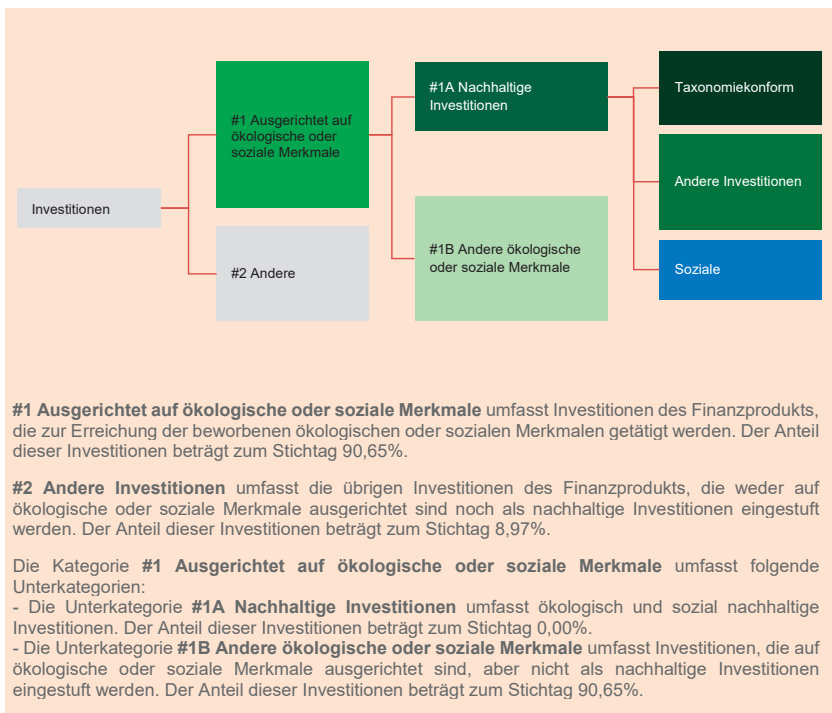 #1 Ausgerichtet auf
ökologische oder
soziale Merkmale
#1A Nachhaltige
Investitionen
Taxonomiekonform
Andere Investitionen
Investitionen
#2 Andere
#1B Andere ökologische
oder soziale Merkmale
Soziale
#1 Ausgerichtet auf ökologische oder soziale Merkmale umfasst Investitionen des Finanzprodukts,
die zur Erreichung der beworbenen ökologischen oder sozialen Merkmalen getätigt werden. Der Anteil
dieser Investitionen beträgt zum Stichtag 90,65%.
#2 Andere Investitionen umfasst die übrigen Investitionen des Finanzprodukts, die weder auf
ökologische oder soziale Merkmale ausgerichtet sind noch als nachhaltige Investitionen eingestuft
werden. Der Anteil dieser Investitionen beträgt zum Stichtag 8,97%.
Die Kategorie #1 Ausgerichtet auf ökologische oder soziale Merkmale umfasst folgende
Unterkategorien:
- Die Unterkategorie #1A Nachhaltige Investitionen umfasst ökologisch und sozial nachhaltige
Investitionen. Der Anteil dieser Investitionen beträgt zum Stichtag 0,00%.
- Die Unterkategorie #1B Andere ökologische oder soziale Merkmale umfasst Investitionen, die auf
ökologische oder soziale Merkmale ausgerichtet sind, aber nicht als nachhaltige Investitionen
eingestuft werden. Der Anteil dieser Investitionen beträgt zum Stichtag 90,65%.